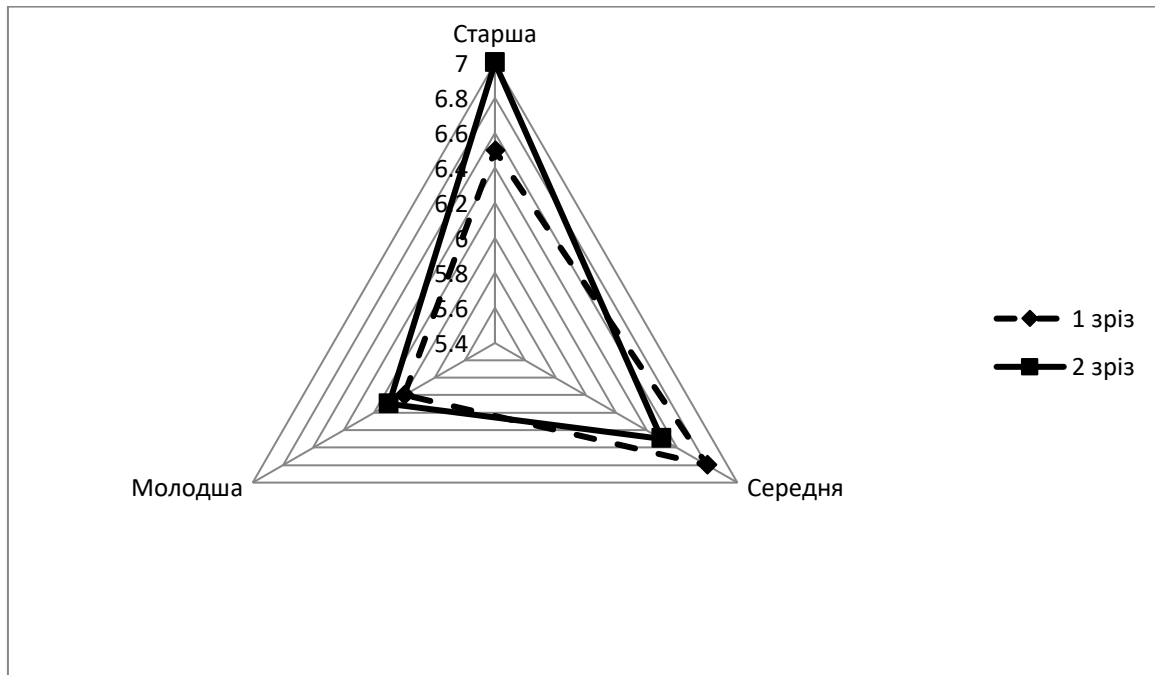 Старша
7
6.8
6.6
6.4
6.2
6
5.8
5.6
5.4
Молодша
Середня
1 зріз
2 зріз